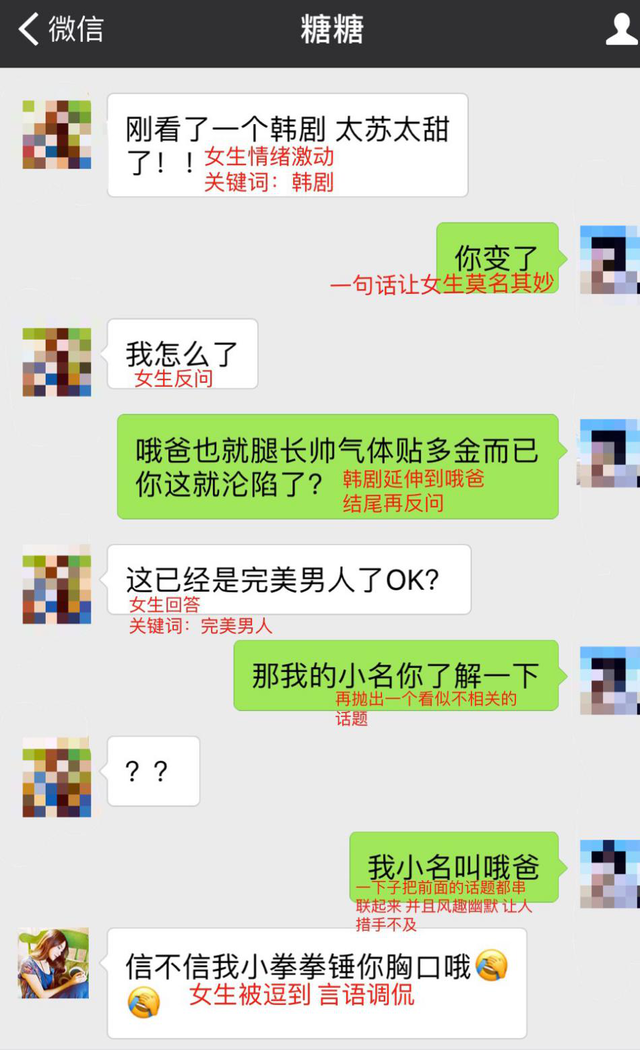 微信
糖糖
刚看了一个韩剧 太苏太甜
了！！
女生情绪激动
关键词：韩剧
你变了
一句话让女生莫名其妙
我怎么了
女生反问
哦爸也就腿长帅气体贴多金而已
你这就沦陷了？
韩剧延伸到哦爸
结尾再反问
这已经是完美男人了OK?
女生回答
关键词：完美男人
那我的小名你了解一下
再抛出一个看似不相关的
话题
？？
我小名叫哦爸
一下子把前面的话题都串
联起来 并且风趣幽默 让人
措手不及
信不信我小拳拳锤你胸口哦🤣
🤣
女生被逗到 言语调侃